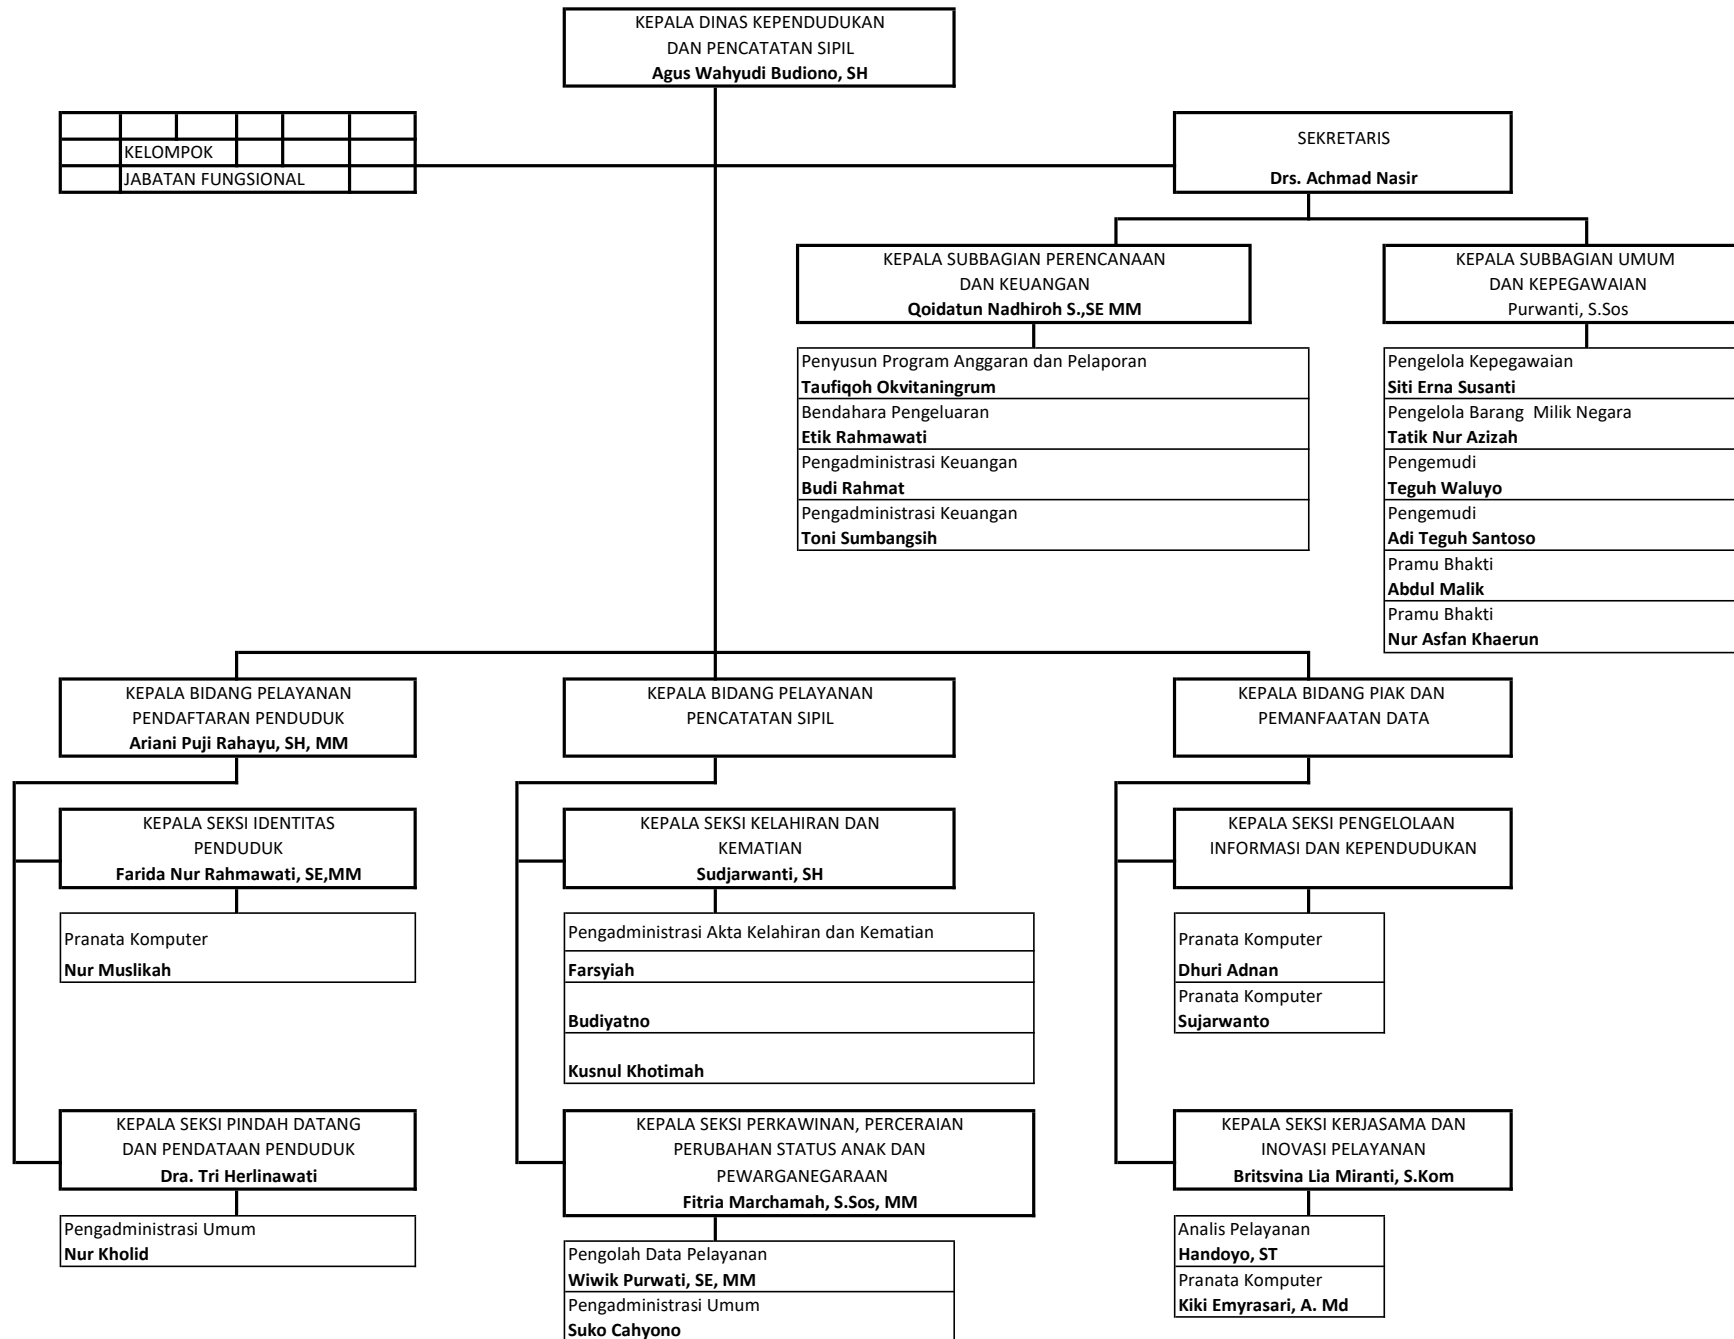 KEPALA DINAS KEPENDUDUKAN
DAN PENCATATAN SIPIL
Agus Wahyudi Budiono, SH
KELOMPOK
JABATAN FUNGSIONAL
SEKRETARIS
Drs. Achmad Nasir
KEPALA SUBBAGIAN PERENCANAAN
DAN KEUANGAN
Qoidatun Nadhiroh S.,SE MM
Penyusun Program Anggaran dan Pelaporan
Taufiqoh Okvitaningrum
Bendahara Pengeluaran
Etik Rahmawati
Pengadministrasi Keuangan
Budi Rahmat
Pengadministrasi Keuangan
Toni Sumbangsih
KEPALA SUBBAGIAN UMUM
DAN KEPEGAWAIAN
Purwanti, S.Sos
Pengelola Kepegawaian
Siti Erna Susanti
Pengelola Barang  Milik Negara
Tatik Nur Azizah
Pengemudi
Teguh Waluyo
Pengemudi
Adi Teguh Santoso
Pramu Bhakti
Abdul Malik
Pramu Bhakti
Nur Asfan Khaerun
KEPALA BIDANG PELAYANAN
PENDAFTARAN PENDUDUK
Ariani Puji Rahayu, SH, MM
KEPALA SEKSI IDENTITAS
PENDUDUK
Farida Nur Rahmawati, SE,MM
Pranata Komputer
Nur Muslikah
KEPALA SEKSI PINDAH DATANG
DAN PENDATAAN PENDUDUK
Dra. Tri Herlinawati
Pengadministrasi Umum
Nur Kholid
KEPALA BIDANG PELAYANAN
PENCATATAN SIPIL
KEPALA SEKSI KELAHIRAN DAN
KEMATIAN
Sudjarwanti, SH
Pengadministrasi Akta Kelahiran dan Kematian
Farsyiah
Budiyatno
Kusnul Khotimah
KEPALA SEKSI PERKAWINAN, PERCERAIAN
PERUBAHAN STATUS ANAK DAN
PEWARGANEGARAAN
Fitria Marchamah, S.Sos, MM
Pengolah Data Pelayanan
Wiwik Purwati, SE, MM
Pengadministrasi Umum
Suko Cahyono
KEPALA BIDANG PIAK DAN
PEMANFAATAN DATA
KEPALA SEKSI PENGELOLAAN
INFORMASI DAN KEPENDUDUKAN
Pranata Komputer
Dhuri Adnan
Pranata Komputer
Sujarwanto
KEPALA SEKSI KERJASAMA DAN
INOVASI PELAYANAN
Britsvina Lia Miranti, S.Kom
Analis Pelayanan
Handoyo, ST
Pranata Komputer
Kiki Emyrasari, A. Md